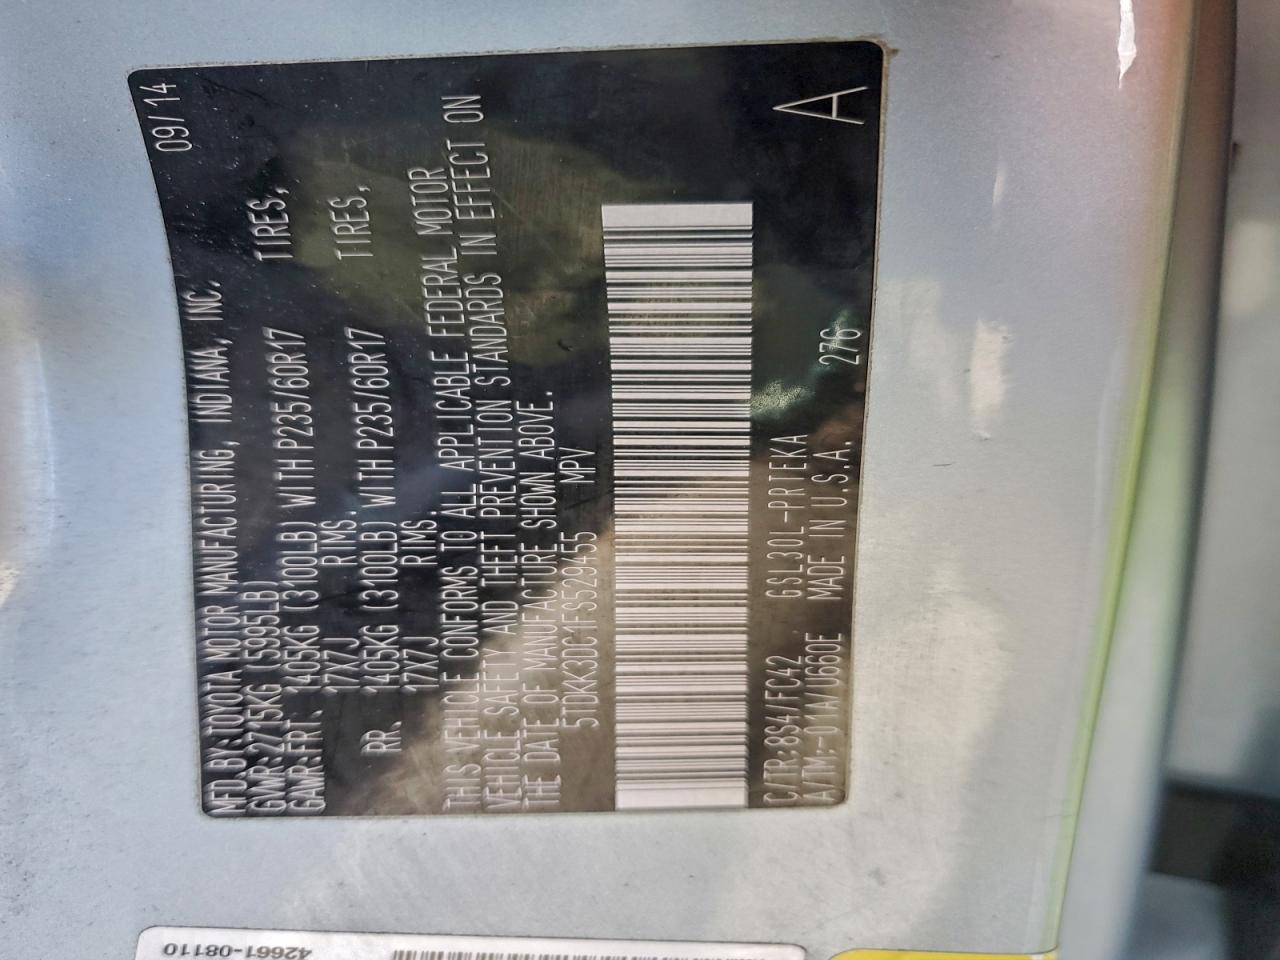 MFD.BY:TOYOTA MOTOR MANUFACTURING, INDIANA, INC. 09/14
GVWR:2715KG (5995LB)
GAWR:FRT. 1405KG (3100LB) WITH P235/60R17 TIRES,
17X7J RIMS,
RR. 1405KG (3100LB) WITH P235/60R17 TIRES,
17X7J RIMS
THIS VEHICLE CONFORMS TO ALL APPLICABLE FEDERAL MOTOR
VEHICLE SAFETY AND THEFT PREVENTION STANDARDS IN EFFECT ON
THE DATE OF MANUFACTURE SHOWN ABOVE.
5TDKK3DC1FS529455 MPV
C/TR:8S4/FC42 GSL30L-PRTEKA
A/TM:-01A/U660E MADE IN U.S.A. 276
A
42661-08110